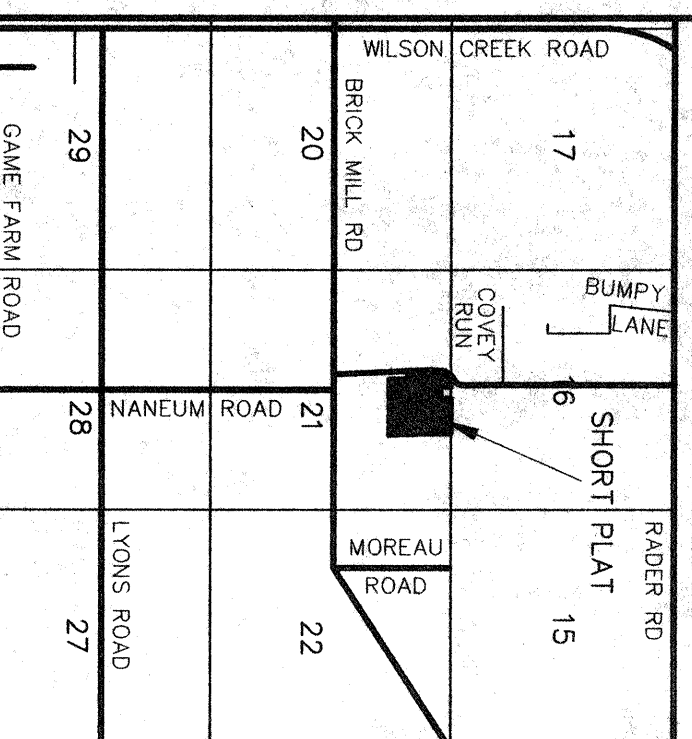 WILSON CREEK ROAD
17
BRICK MILL RD
20
29
GAME FARM ROAD
BUMPY
LANE
COVEY
RUN
16
SHORT PLAT
NANEUM ROAD
21
28
RADER RD
MOREAU
ROAD
LYONS ROAD
15
22
27